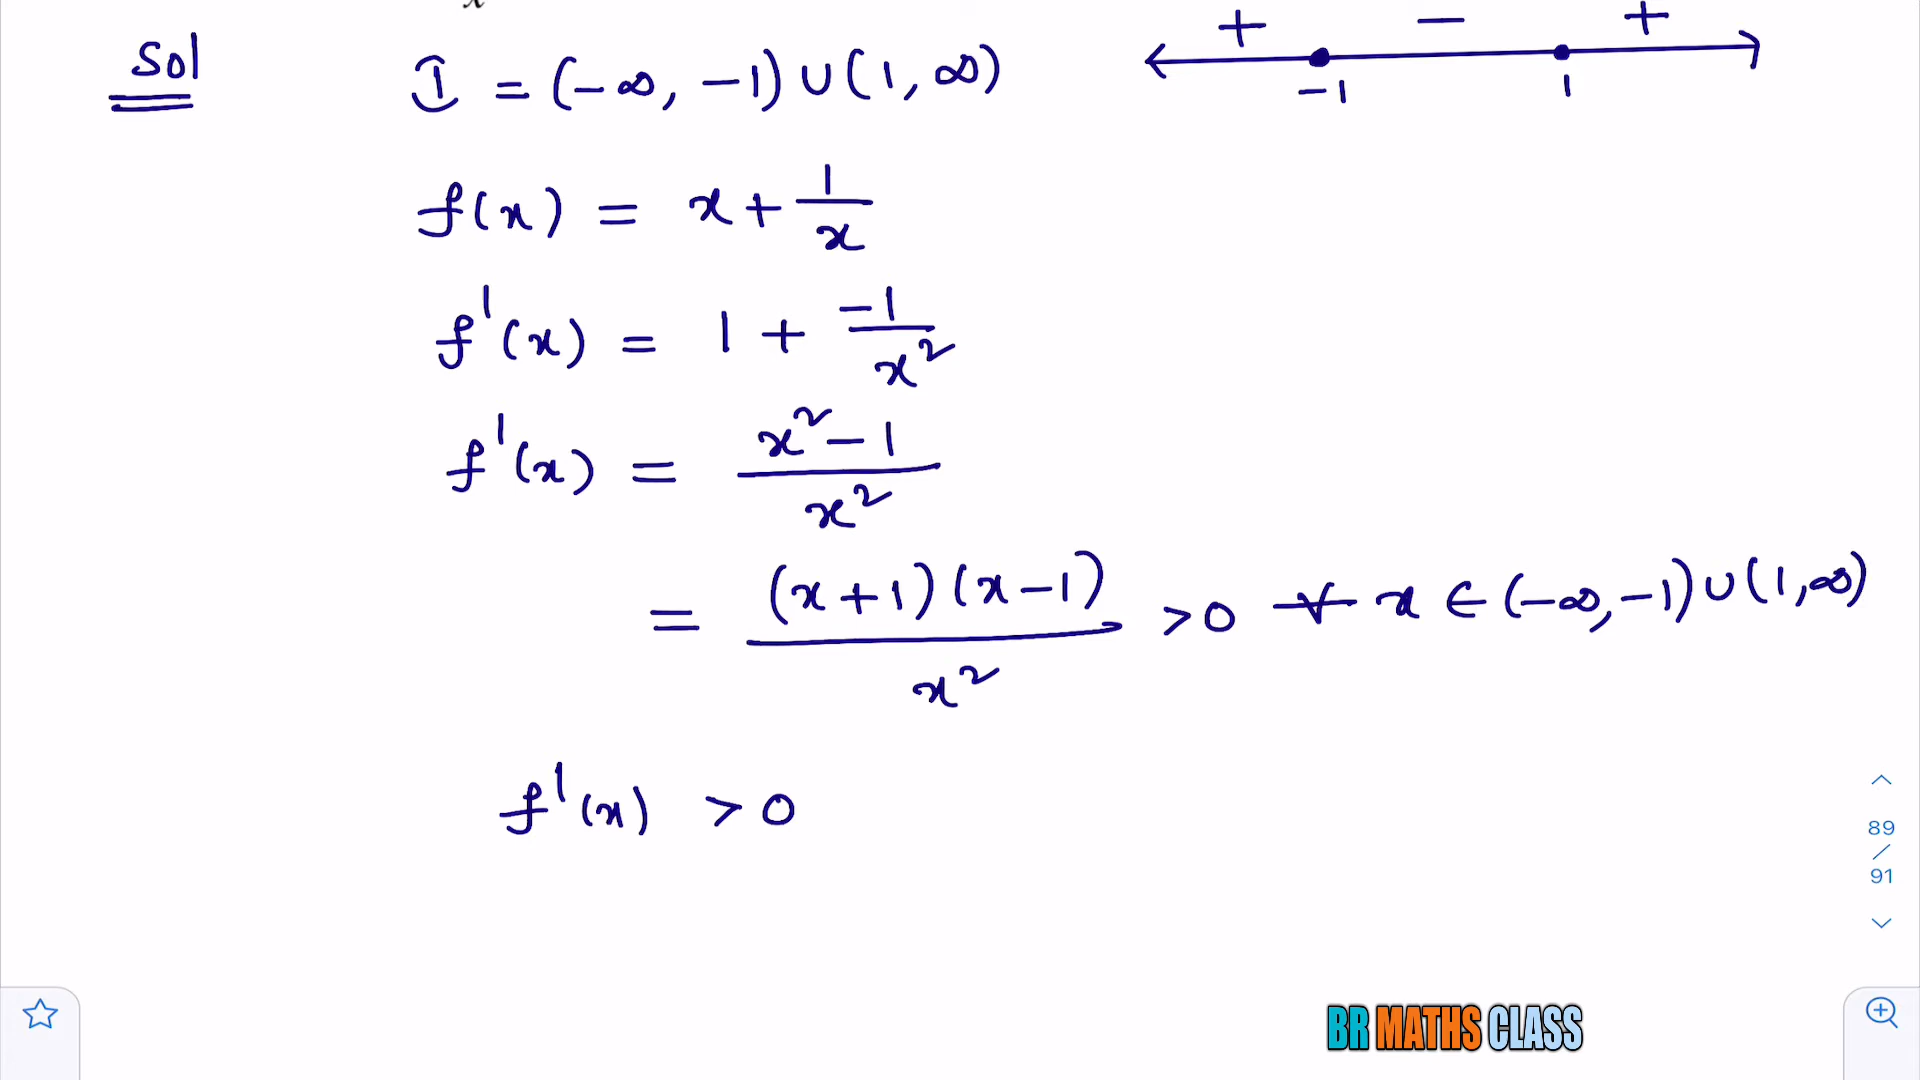 x
Sol
I = (-∞, -1) ∪ (1, ∞)
+ − +
-1 1
f(x) = x + 1/x
f'(x) = 1 + -1/x²
f'(x) = x²-1/x²
= (x+1)(x-1)/x² >0 ∀ x ∈ (-∞, -1) ∪ (1, ∞)
f'(x) > 0
89
/
91
BR MATHS CLASS